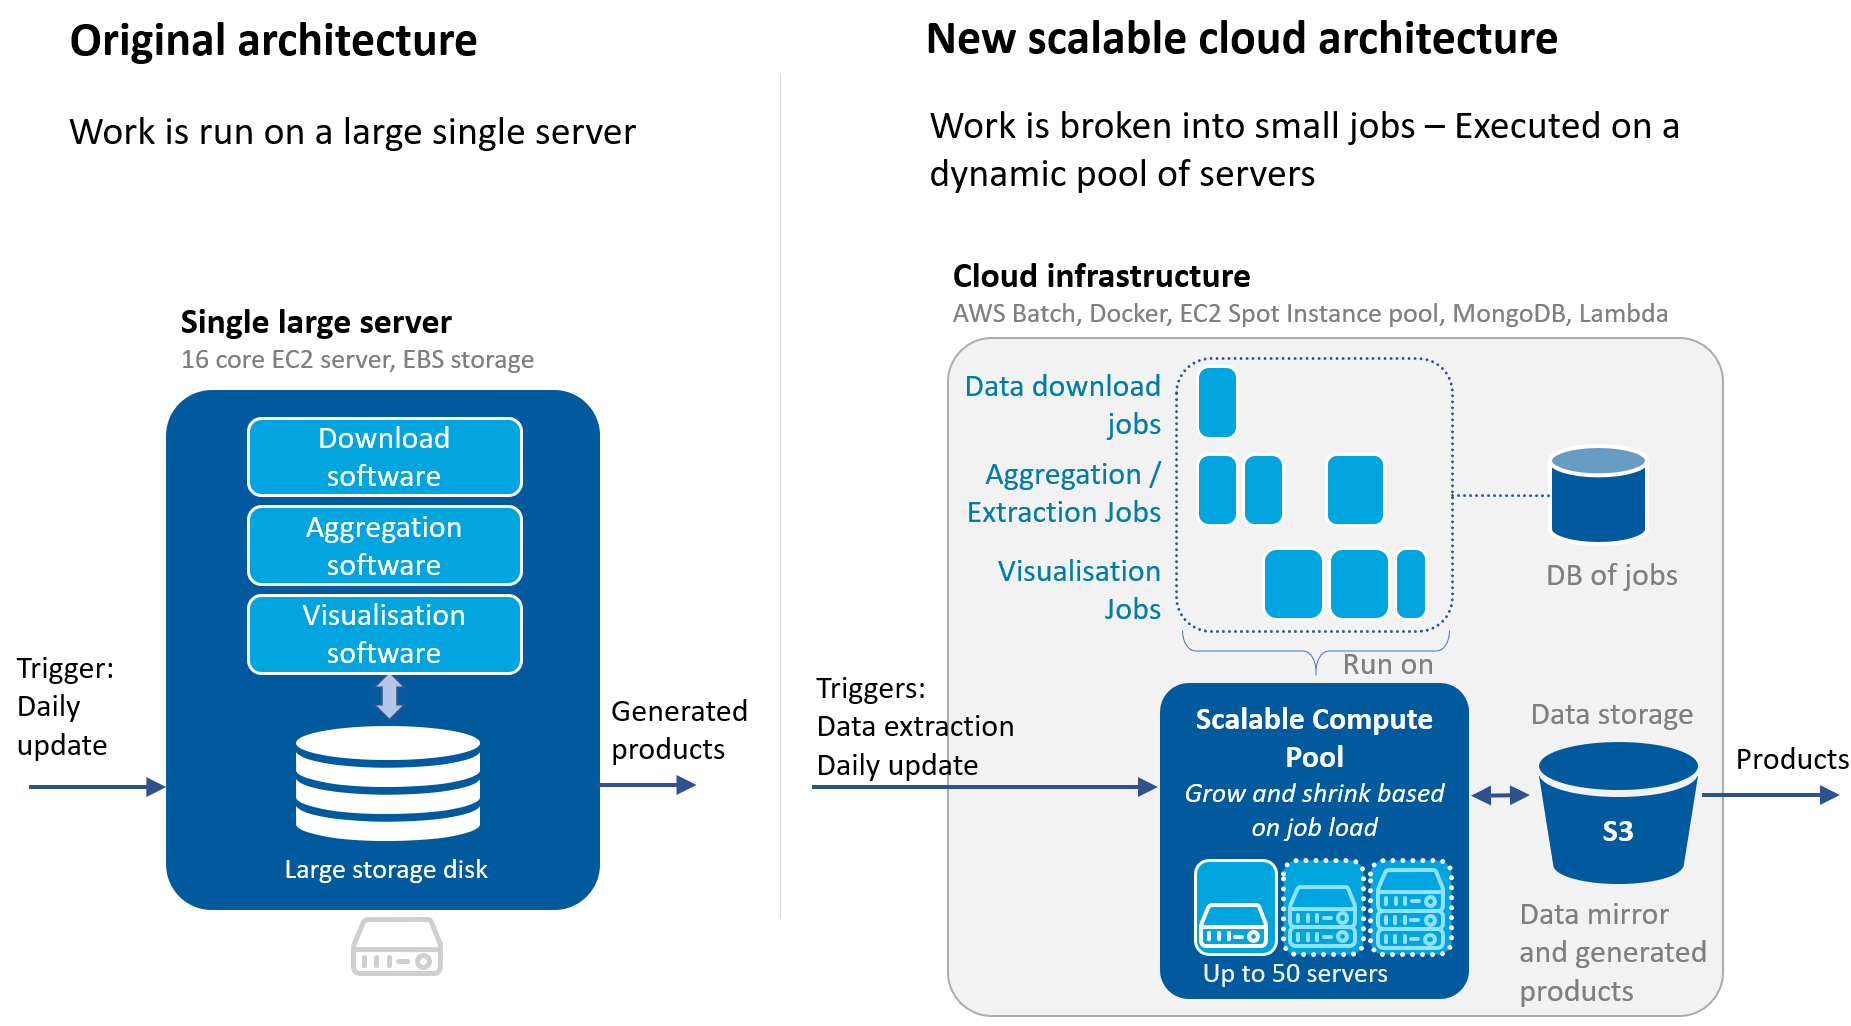 Original architecture
Work is run on a large single server
Single large server
16 core EC2 server, EBS storage
Download
software
Aggregation
software
Visualisation
software
Large storage disk
Trigger:
Daily
update
Generated
products
New scalable cloud architecture
Work is broken into small jobs – Executed on a
dynamic pool of servers
Cloud infrastructure
AWS Batch, Docker, EC2 Spot Instance pool, MongoDB, Lambda
Data download
jobs
Aggregation /
Extraction Jobs
Visualisation
Jobs
DB of jobs
Run on
Triggers:
Data extraction
Daily update
Scalable Compute
Pool
Grow and shrink based
on job load
Up to 50 servers
Data storage
S3
Data mirror
and generated
products
Products